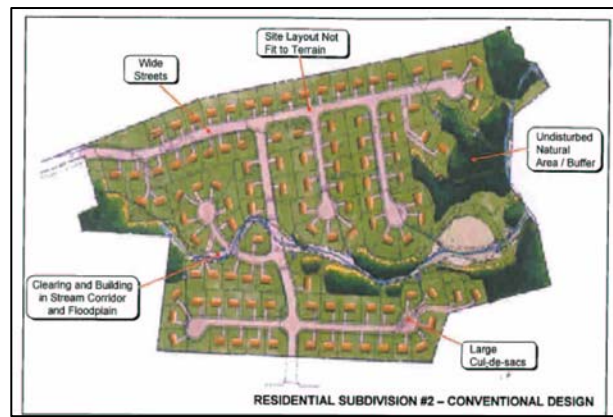 Site Layout Not
Fit to Terrain
Wide
Streets
Undisturbed
Natural
Area / Buffer
Clearing and Building
in Stream Corridor
and Floodplain
Large
Cul-de-sacs
RESIDENTIAL SUBDIVISION #2 – CONVENTIONAL DESIGN